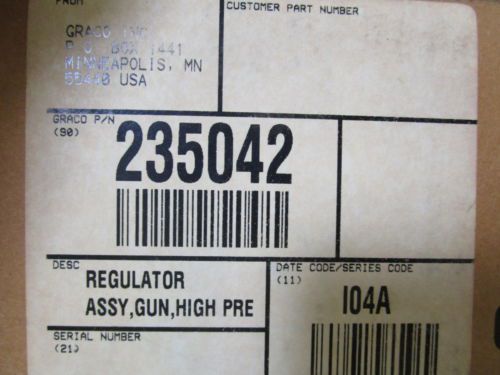 FROM
GRACO INC
P.O. BOX 1441
MINNEAPOLIS, MN
55440 USA
CUSTOMER PART NUMBER
GRACO P/N
(90)
235042
DESC
REGULATOR
ASSY,GUN,HIGH PRE
DATE CODE/SERIES CODE
(11)
I04A
SERIAL NUMBER
(21)